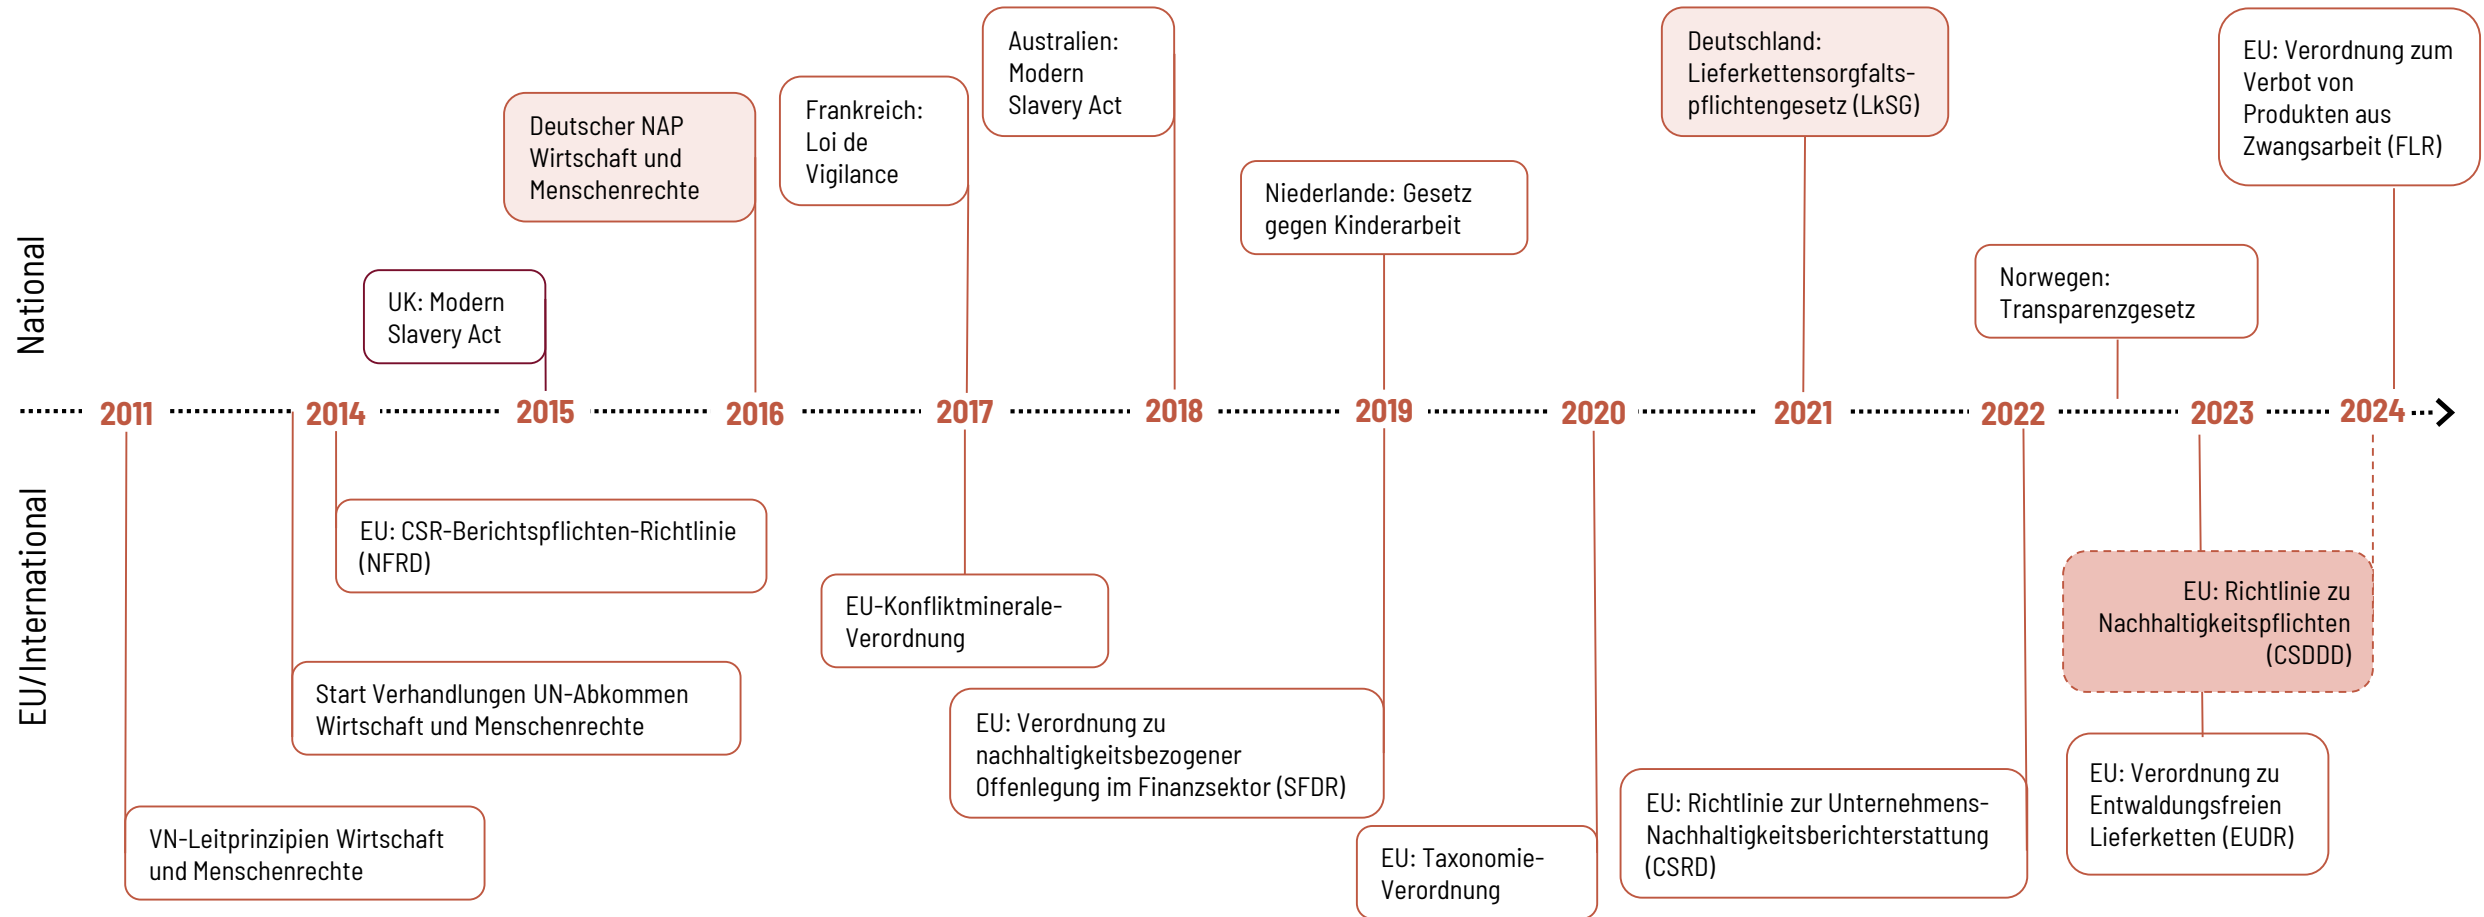 National
EU/International
Australien:
Modern
Slavery Act
Deutschland:
Lieferkettensorgfalts-
pflichtengesetz (LkSG)
EU: Verordnung zum
Verbot von
Produkten aus
Zwangsarbeit (FLR)
Deutscher NAP
Wirtschaft und
Menschenrechte
Frankreich:
Loi de
Vigilance
Niederlande: Gesetz
gegen Kinderarbeit
UK: Modern
Slavery Act
Norwegen:
Transparenzgesetz
2011
2014
2015
2016
2017
2018
2019
2020
2021
2022
2023
2024
EU: CSR-Berichtspflichten-Richtlinie
(NFRD)
EU-Konfliktminerale-
Verordnung
EU: Richtlinie zu
Nachhaltigkeitspflichten
(CSDDD)
Start Verhandlungen UN-Abkommen
Wirtschaft und Menschenrechte
EU: Verordnung zu
nachhaltigkeitsbezogener
Offenlegung im Finanzsektor (SFDR)
EU: Verordnung zu
Entwaldungsfreien
Lieferketten (EUDR)
EU: Richtlinie zur Unternehmens-
Nachhaltigkeitsberichterstattung
(CSRD)
VN-Leitprinzipien Wirtschaft
und Menschenrechte
EU: Taxonomie-
Verordnung